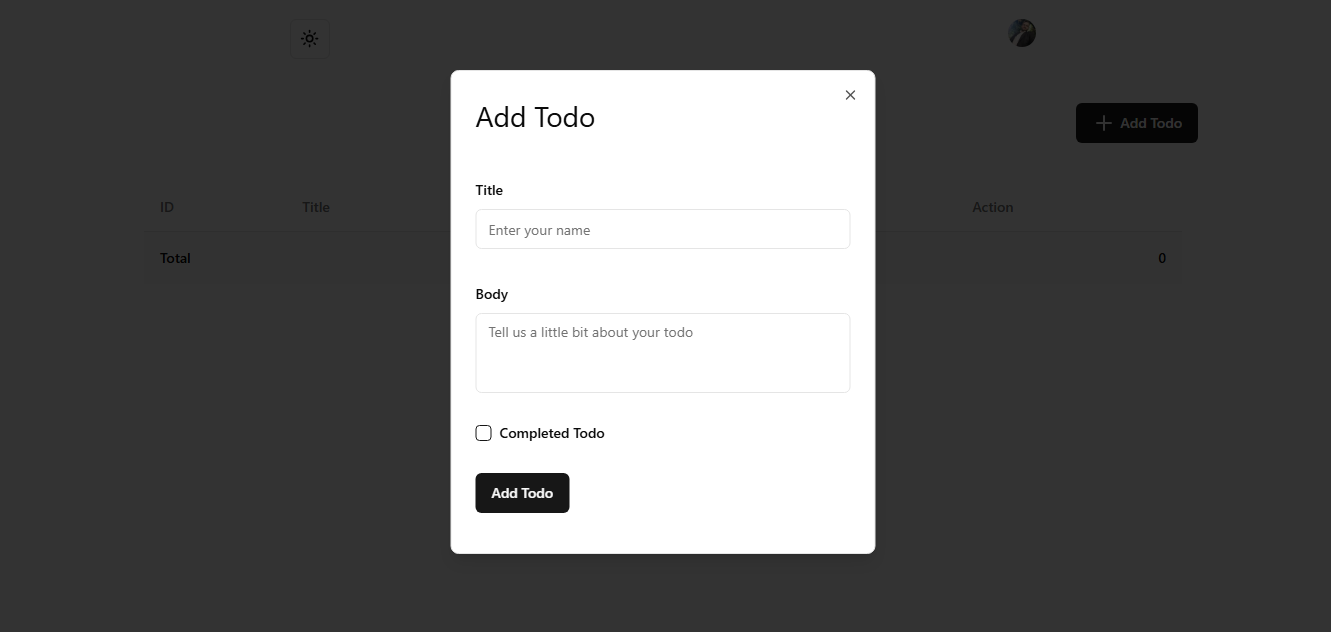 Add Todo
Add Todo
ID Title Action
Total 0
Title
Enter your name
Body
Tell us a little bit about your todo
Completed Todo
Add Todo